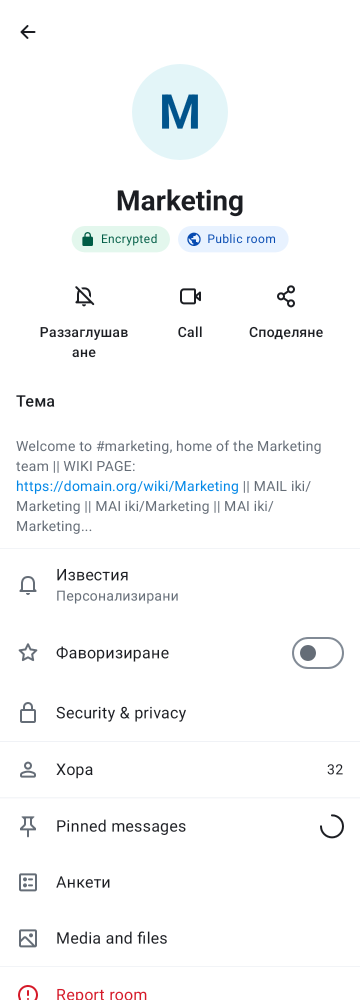 M
Marketing
Encrypted
Public room
Раззаглушав
ане
Call
Споделяне
Тема
Welcome to #marketing, home of the Marketing
team || WIKI PAGE:
https://domain.org/wiki/Marketing || MAIL iki/
Marketing || MAI iki/Marketing || MAI iki/
Marketing...
Известия
Персонализирани
Фаворизиране
Security & privacy
Хора
32
Pinned messages
Анкети
Media and files
Report room